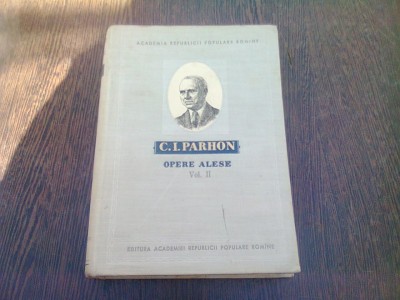 ACADEMIA REPUBLICII POPULARE ROMÎNE
C. I. PARHON
OPERE ALESE
Vol. II
EDITURA ACADEMIEI REPUBLICII POPULARE ROMÎNE